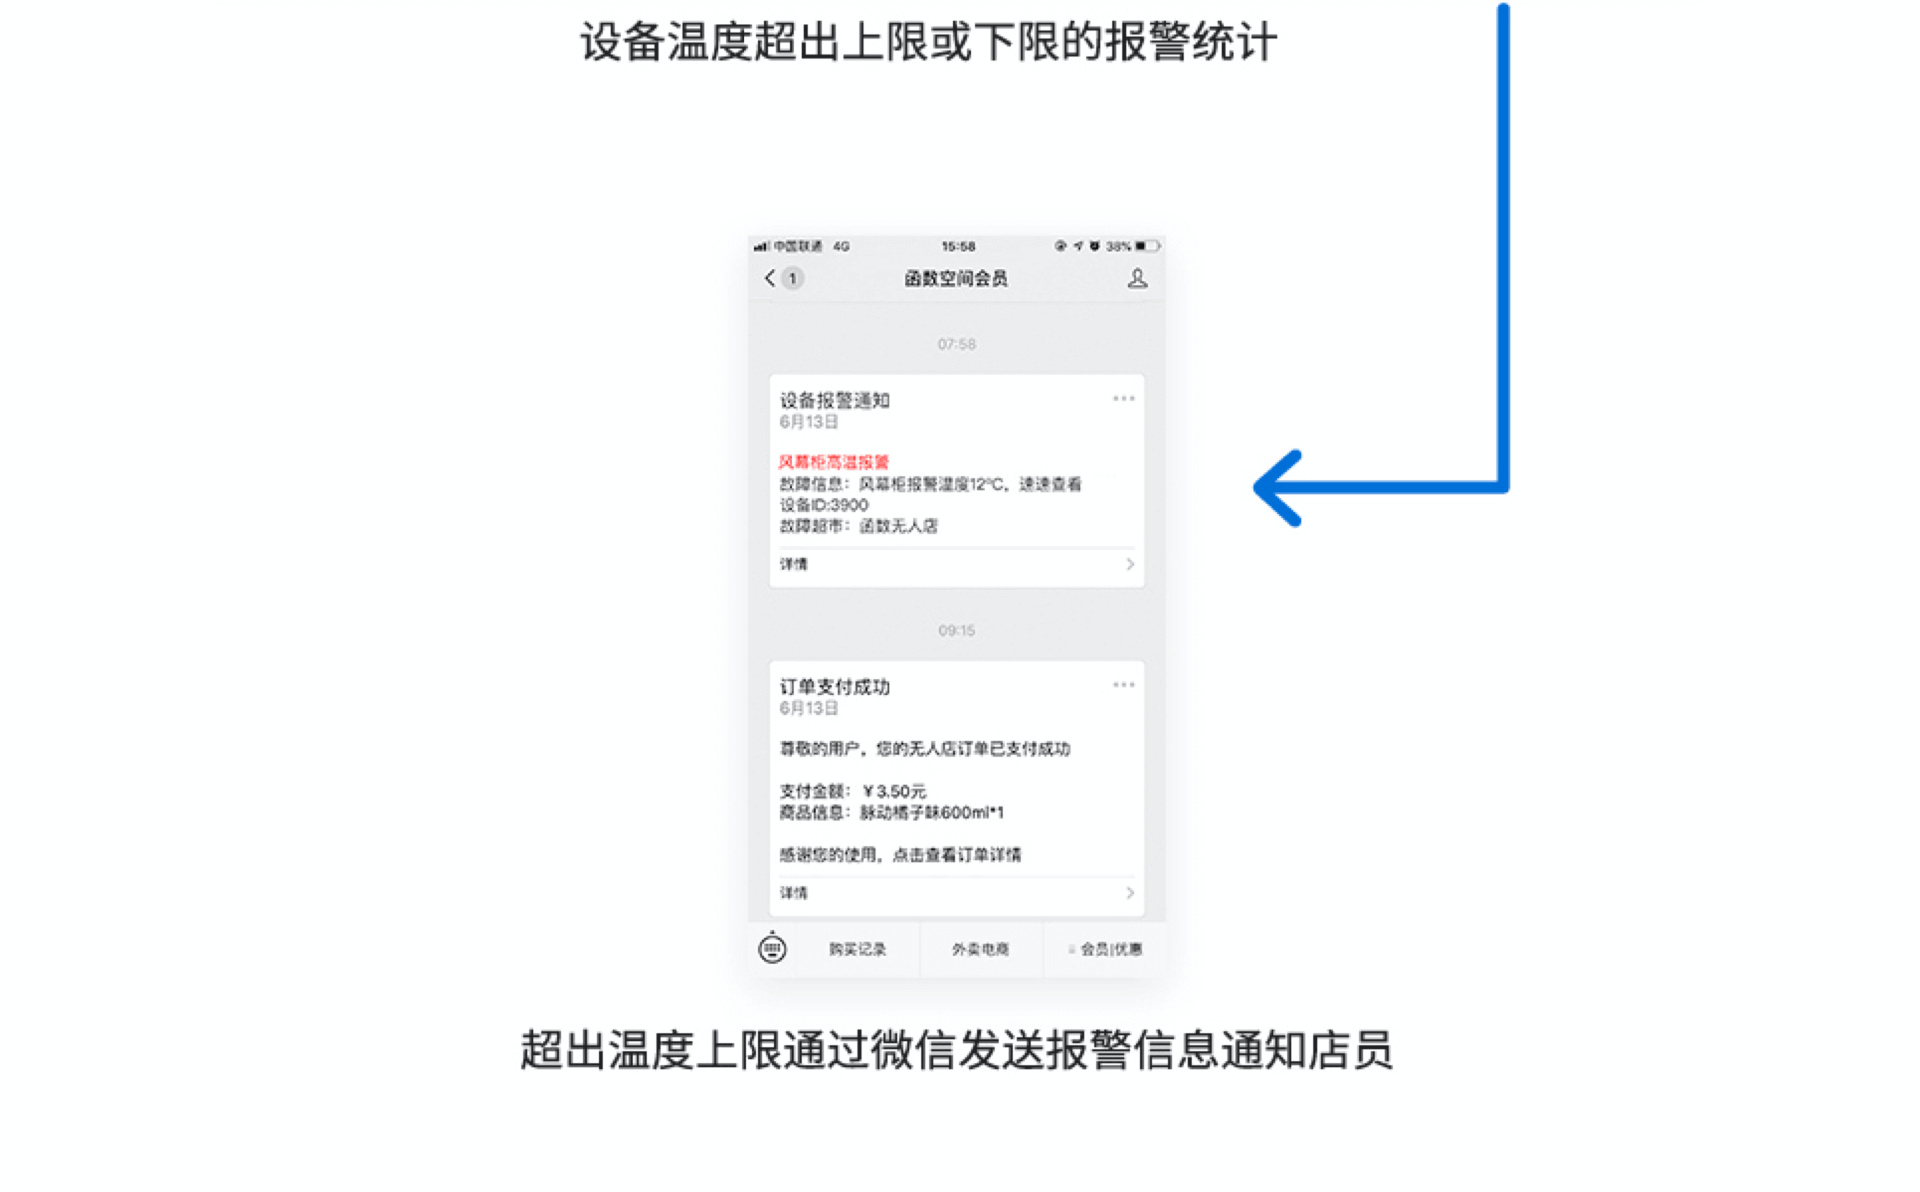 设备温度超出上限或下限的报警统计
中国联通 4G 15:58 38%
1 函数空间会员
07:58
设备报警通知
6月13日
风幕柜高温报警
故障信息：风幕柜报警温度12℃，速速查看
设备ID:3900
故障超市：函数无人店
详情
09:15
订单支付成功
6月13日
尊敬的用户，您的无人店订单已支付成功
支付金额：￥3.50元
商品信息：脉动橘子味600ml*1
感谢您的使用，点击查看订单详情
详情
购买记录 外卖电商 会员|优惠
超出温度上限通过微信发送报警信息通知店员